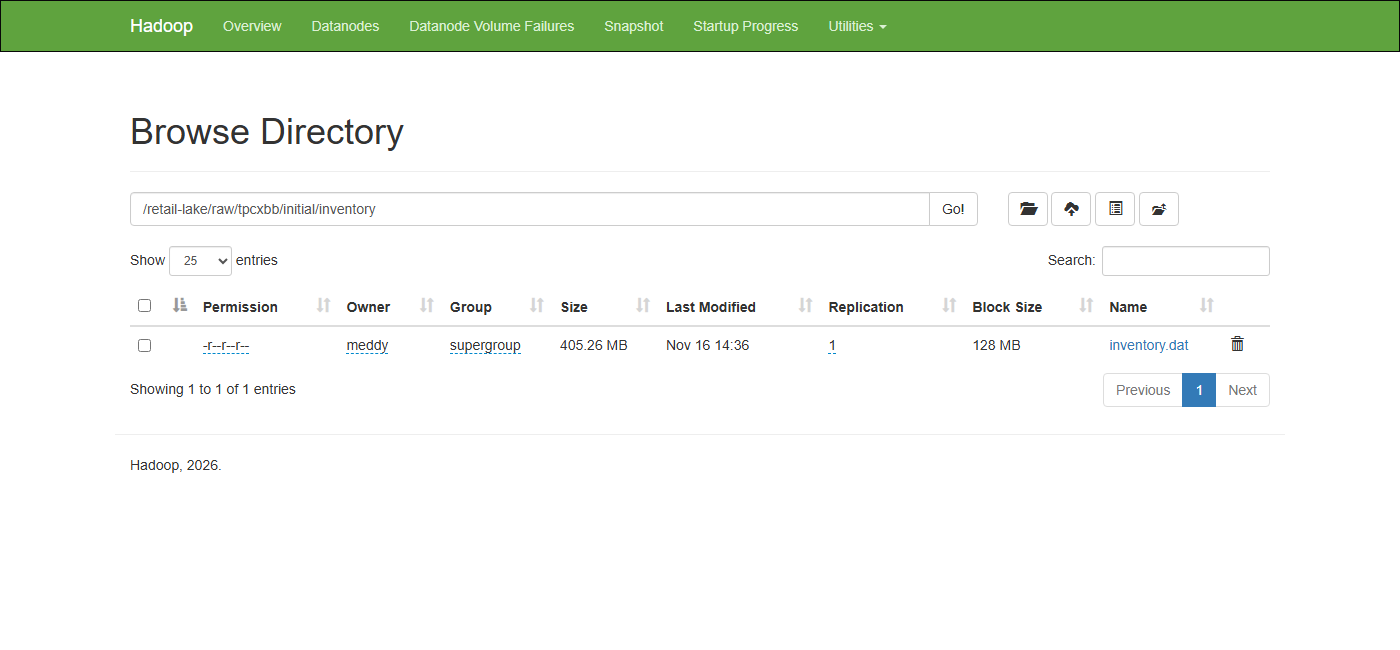 Hadoop Overview Datanodes Datanode Volume Failures Snapshot Startup Progress Utilities
Browse Directory
/retail-lake/raw/tpcxbb/initial/inventory Go!
Show 25 entries Search:
Permission Owner Group Size Last Modified Replication Block Size Name
-r--r--r-- meddy supergroup 405.26 MB Nov 16 14:36 1 128 MB inventory.dat
Showing 1 to 1 of 1 entries Previous 1 Next
Hadoop, 2026.